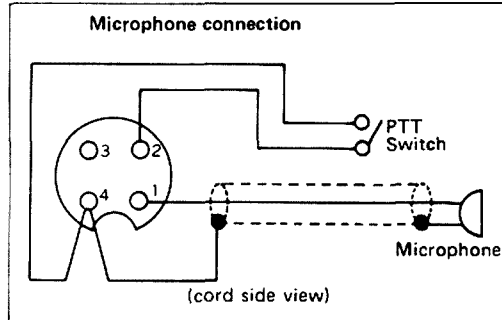 Microphone connection
3
2
PTT
Switch
4
1
Microphone
(cord side view)